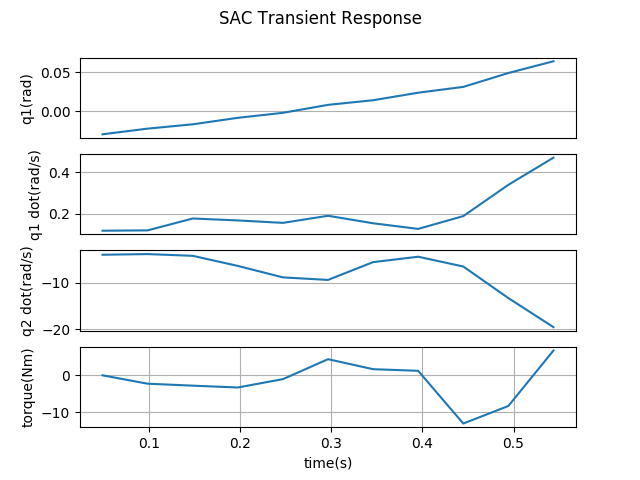 SAC Transient Response
q1(rad)
0.05
0.00
q1 dot(rad/s)
0.4
0.2
q2 dot(rad/s)
−10
−20
torque(Nm)
0
−10
0.1 0.2 0.3 0.4 0.5
time(s)